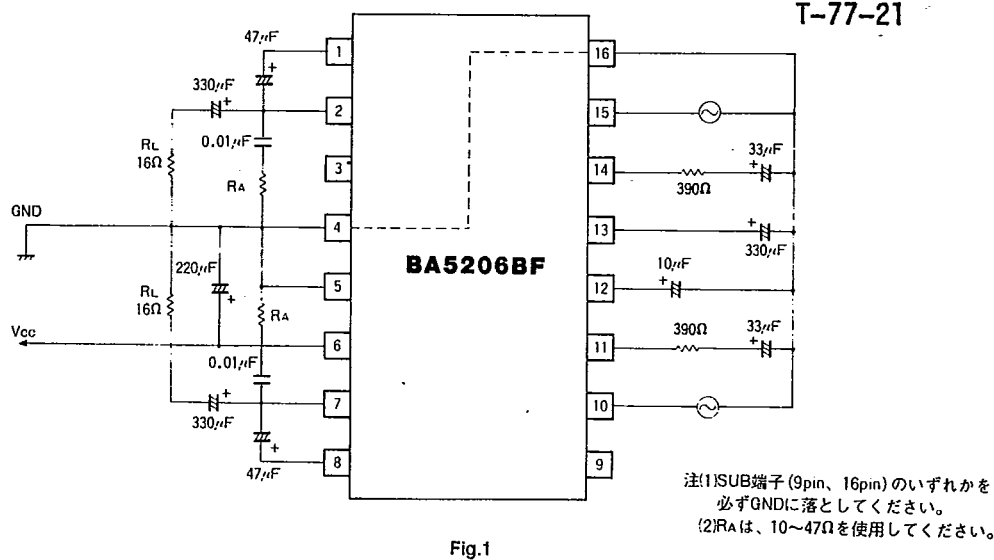 T-77-21
47μF
1
16
330μF
2
15
0.01μF
33μF
RL
16Ω
3
14
RA
390Ω
GND
4
13
BA5206BF
330μF
220μF
10μF
5
12
RL
16Ω
RA
390Ω
33μF
Vcc
6
11
0.01μF
7
10
330μF
47μF
8
9
注(1)SUB端子(9pin、16pin)のいずれかを
必ずGNDに落としてください。
(2)RAは、10～47Ωを使用してください。
Fig.1